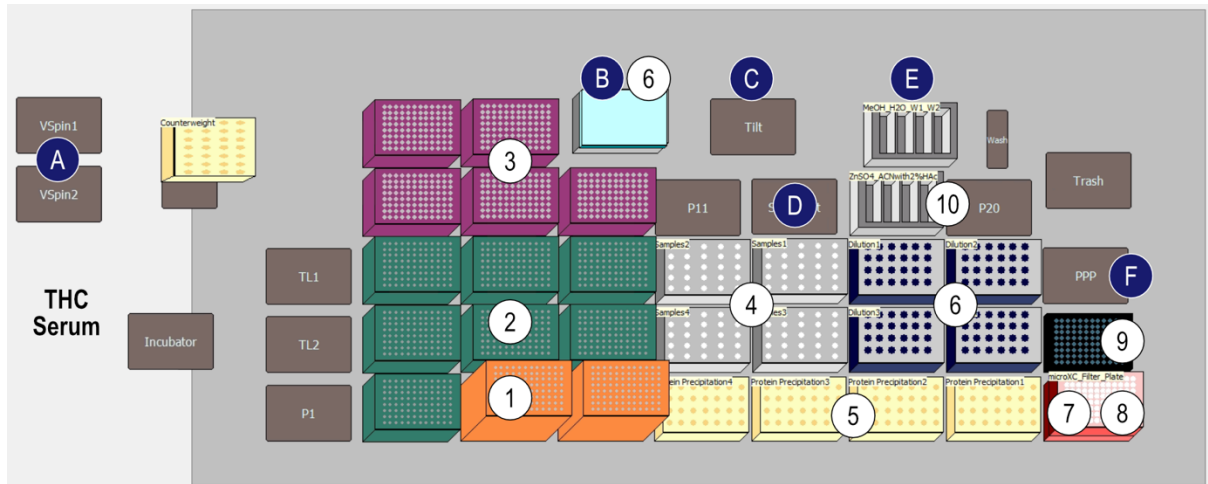 B
6
C
E
MeOH_H2O_W1_W2
VSpin1
Counterweight
Tilt
Wash
A
3
VSpin2
ZnSO4_ACNwith2%HAc
P11
D
10
P20
Trash
Samples2
Samples1
Dilution1
Dilution2
TL1
PPP
F
THC
Serum
4
6
Samples4
Dilution3
2
Incubator
TL2
9
Protein Precipitation3
Protein Precipitation2
Protein Precipitation1
microXC_Filter_Plate
1
5
7
8
P1